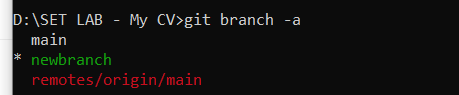 D:\SET LAB - My CV>git branch -a
  main
* newbranch
  remotes/origin/main